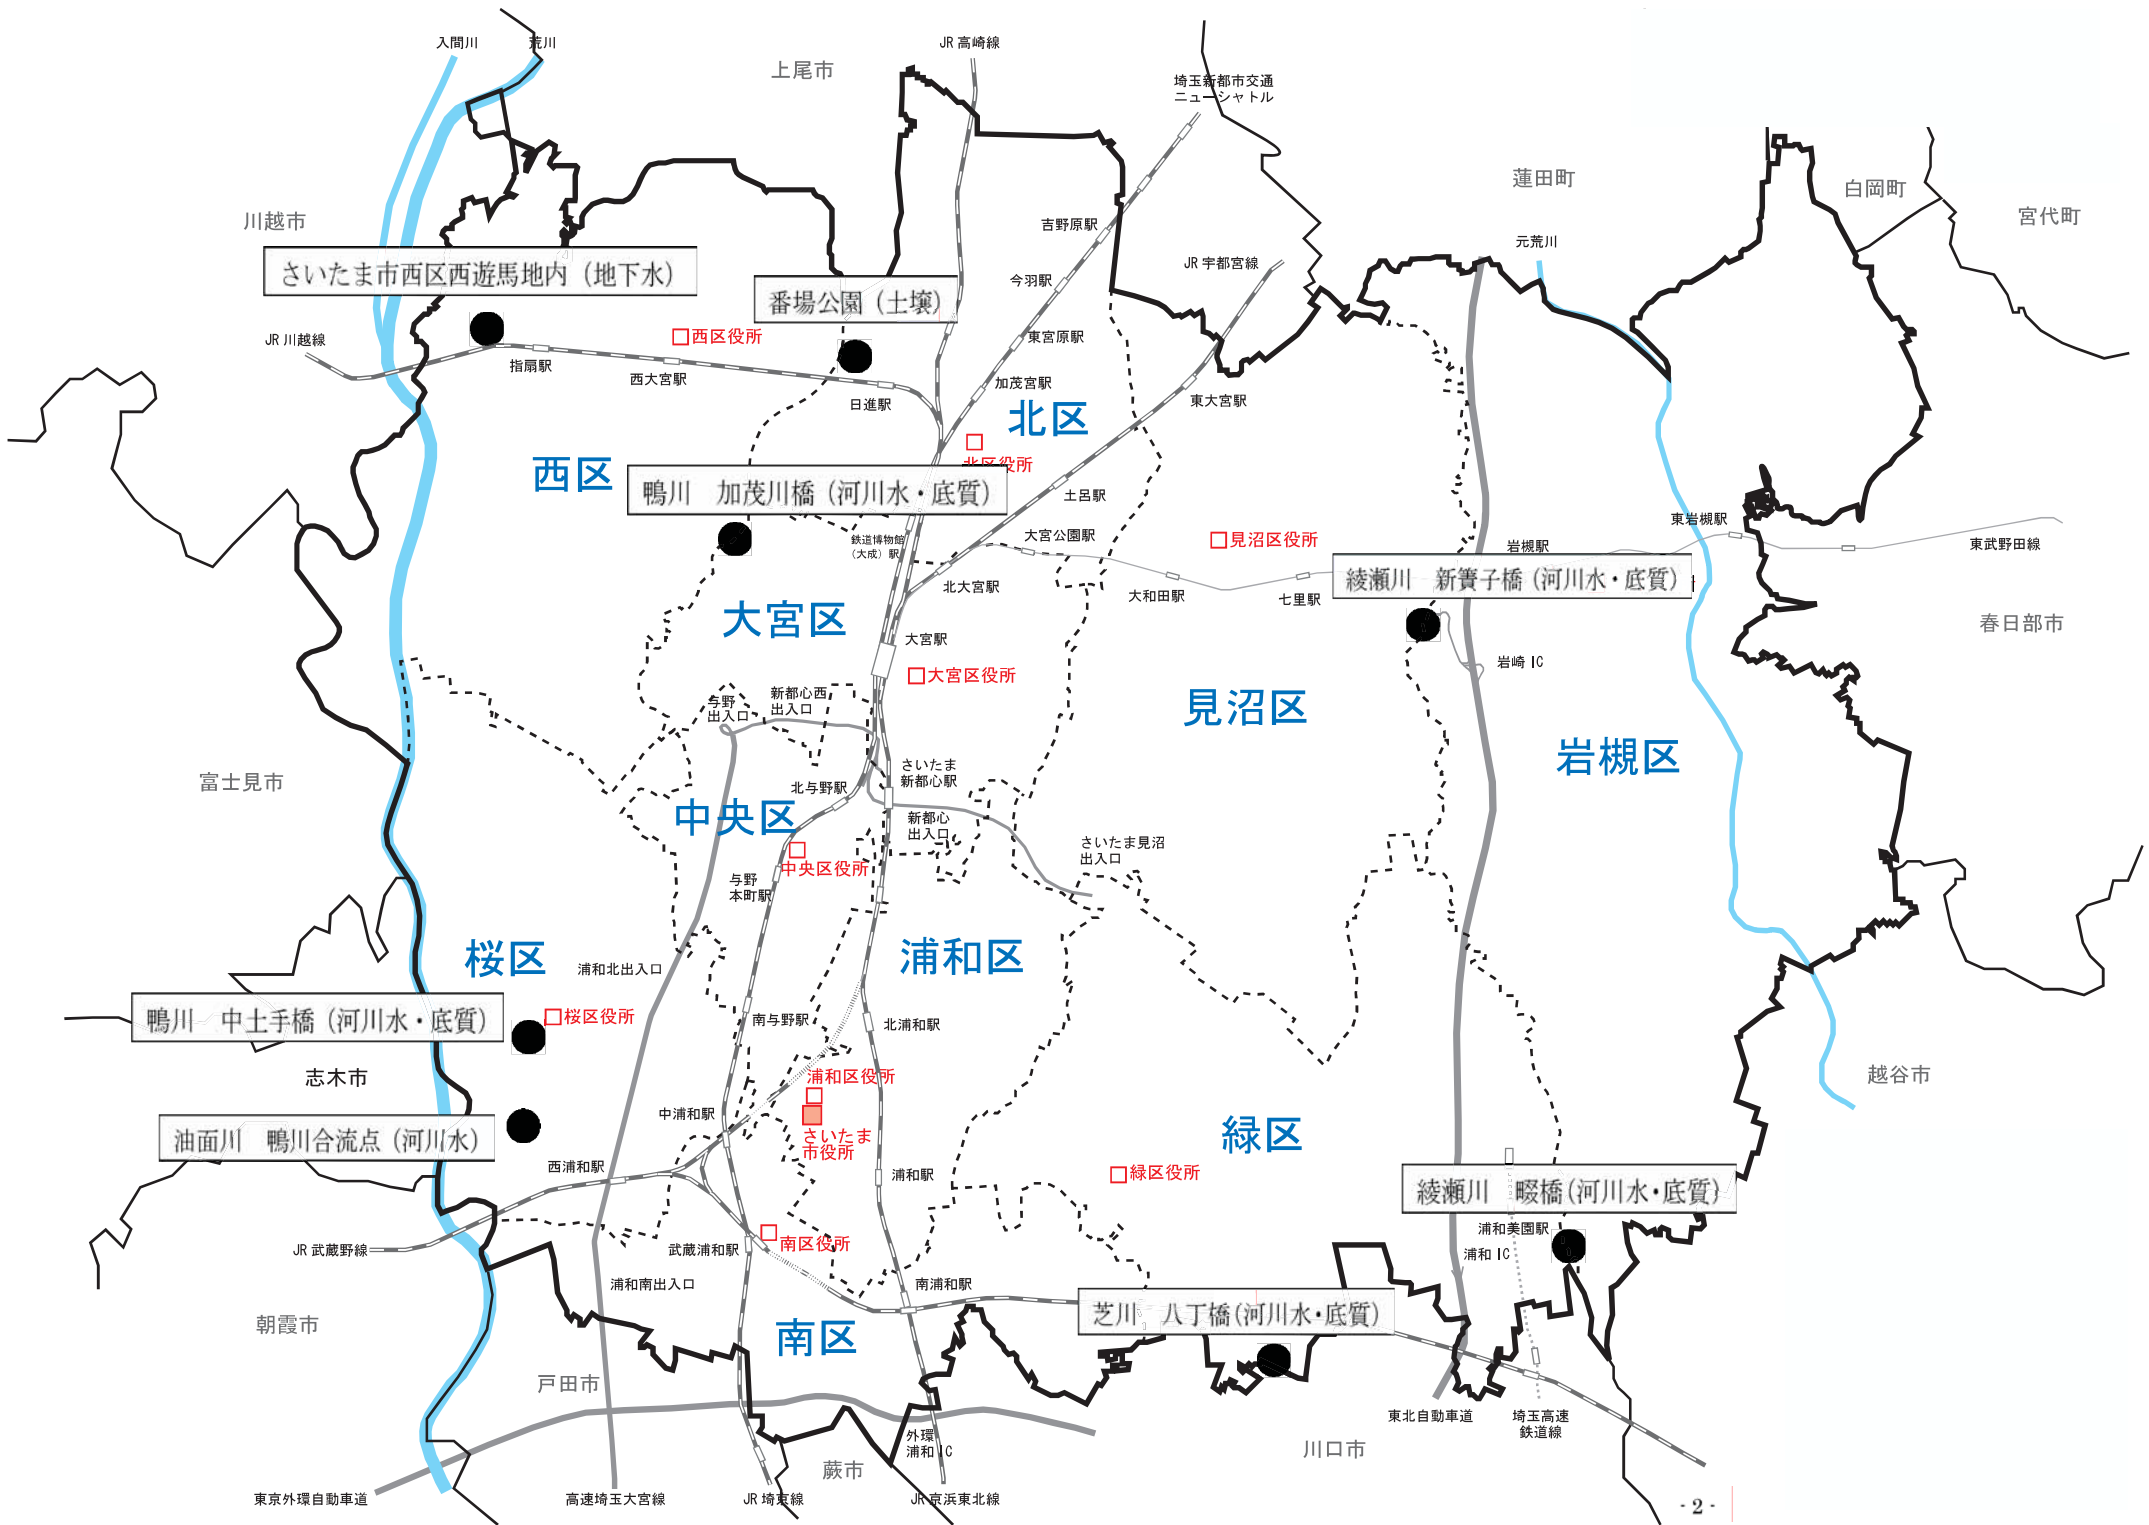 入間川
荒川
JR 高崎線
上尾市
埼玉新都市交通
ニューシャトル
蓮田町
白岡町
宮代町
川越市
吉野原駅
元荒川
JR 宇都宮線
さいたま市西区西遊馬地内（地下水）
番場公園（土壌）
今羽駅
JR 川越線
西区役所
東宮原駅
指扇駅
西大宮駅
加茂宮駅
日進駅
東大宮駅
北区
北区役所
西区
鴨川　加茂川橋（河川水・底質）
土呂駅
東岩槻駅
鉄道博物館
（大成）駅
大宮公園駅
見沼区役所
岩槻駅
東武野田線
綾瀬川　新簀子橋（河川水・底質）
北大宮駅
大和田駅
七里駅
大宮区
春日部市
大宮駅
岩崎 IC
大宮区役所
与野
出入口
新都心西
出入口
見沼区
岩槻区
さいたま
新都心駅
富士見市
北与野駅
中央区
新都心
出入口
さいたま見沼
出入口
中央区役所
与野
本町駅
桜区
浦和北出入口
浦和区
鴨川　中土手橋（河川水・底質）
桜区役所
南与野駅
北浦和駅
志木市
浦和区役所
越谷市
中浦和駅
さいたま
市役所
油面川　鴨川合流点（河川水）
緑区
西浦和駅
浦和駅
緑区役所
綾瀬川　畷橋（河川水・底質）
浦和美園駅
JR 武蔵野線
武蔵浦和駅
南区役所
浦和 IC
浦和南出入口
南浦和駅
芝川　八丁橋（河川水・底質）
朝霞市
南区
戸田市
東北自動車道
埼玉高速
鉄道線
外環
浦和 IC
川口市
蕨市
東京外環自動車道
高速埼玉大宮線
JR 埼京線
JR 京浜東北線
- 2 -